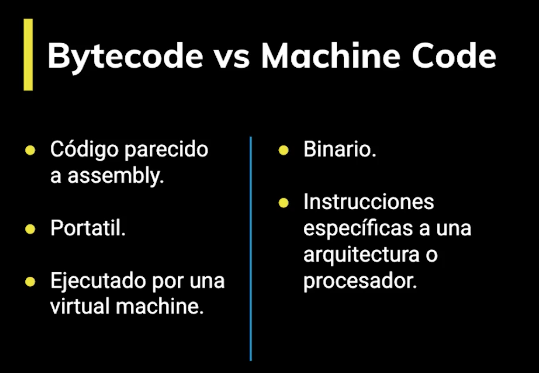 Bytecode vs Machine Code
Código parecido
a assembly.
Portatil.
Ejecutado por una
virtual machine.
Binario.
Instrucciones
específicas a una
arquitectura o
procesador.